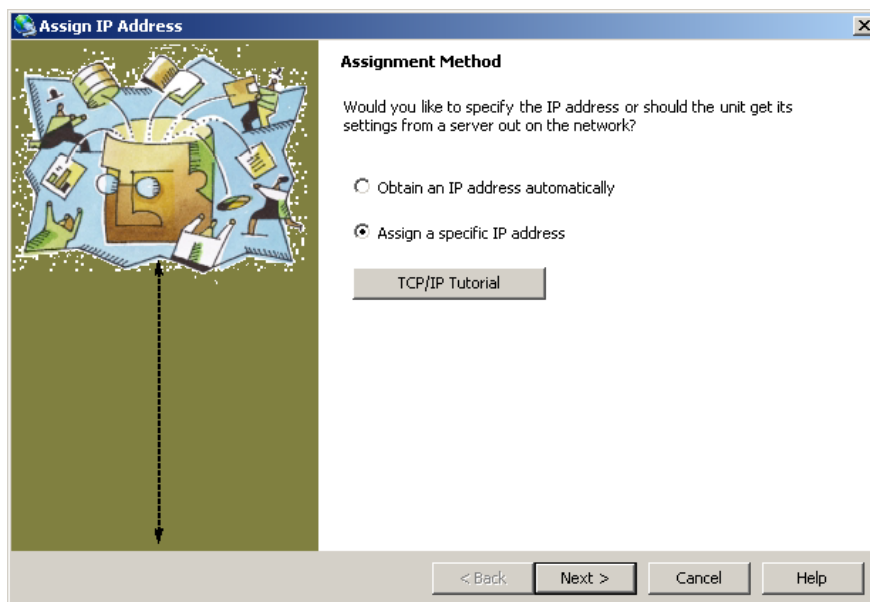 Assign IP Address
Assignment Method
Would you like to specify the IP address or should the unit get its
settings from a server out on the network?
Obtain an IP address automatically
Assign a specific IP address
TCP/IP Tutorial
< Back
Next >
Cancel
Help